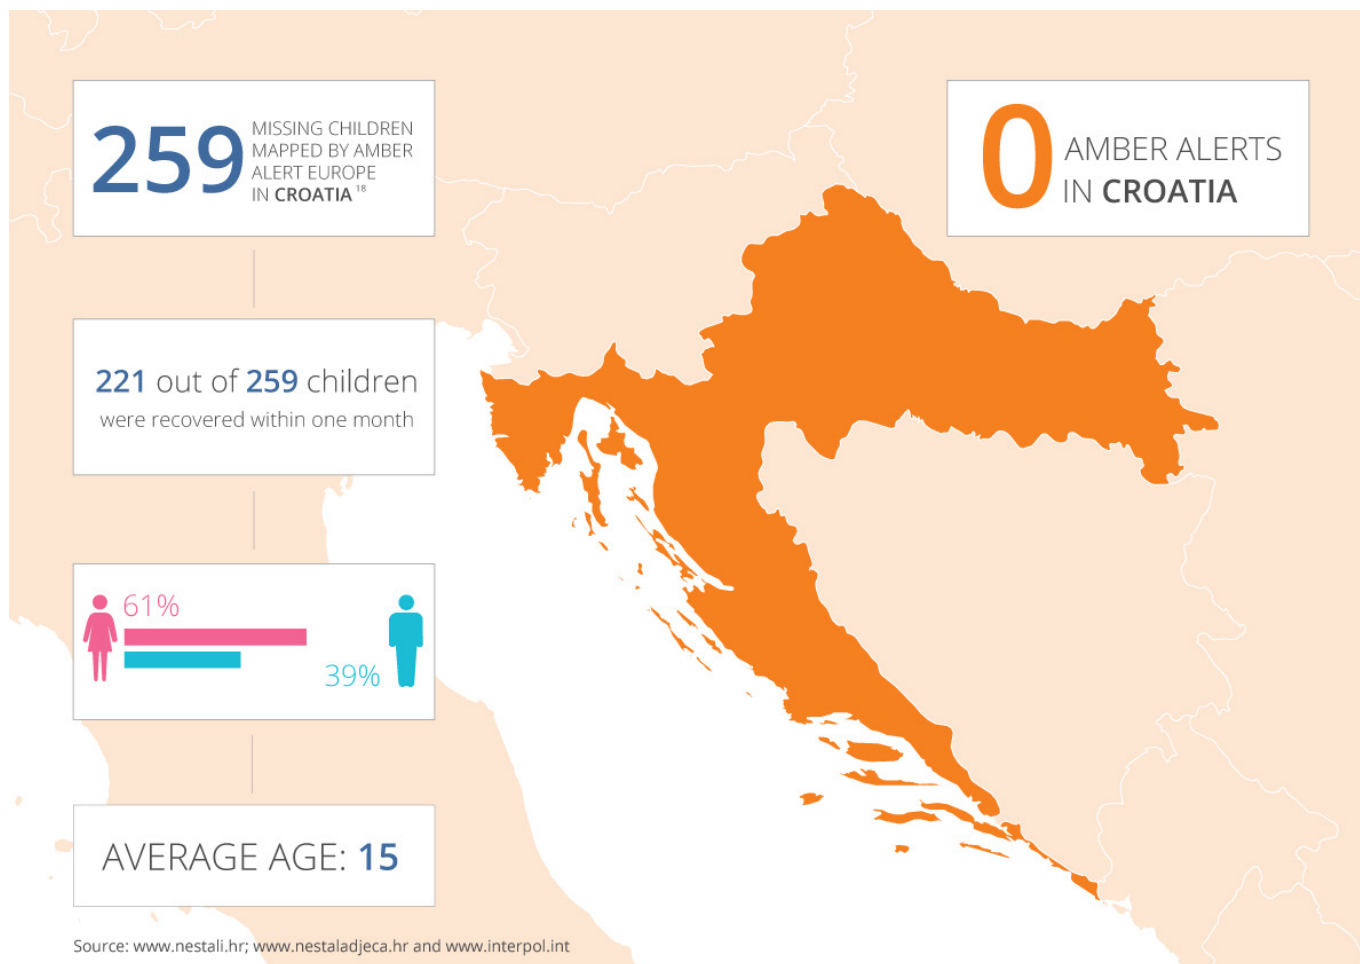 259
MISSING CHILDREN
MAPPED BY AMBER
ALERT EUROPE
IN CROATIA 18
0
AMBER ALERTS
IN CROATIA
221 out of 259 children
were recovered within one month
61%
39%
AVERAGE AGE: 15
Source: www.nestali.hr; www.nestaladjeca.hr and www.interpol.int